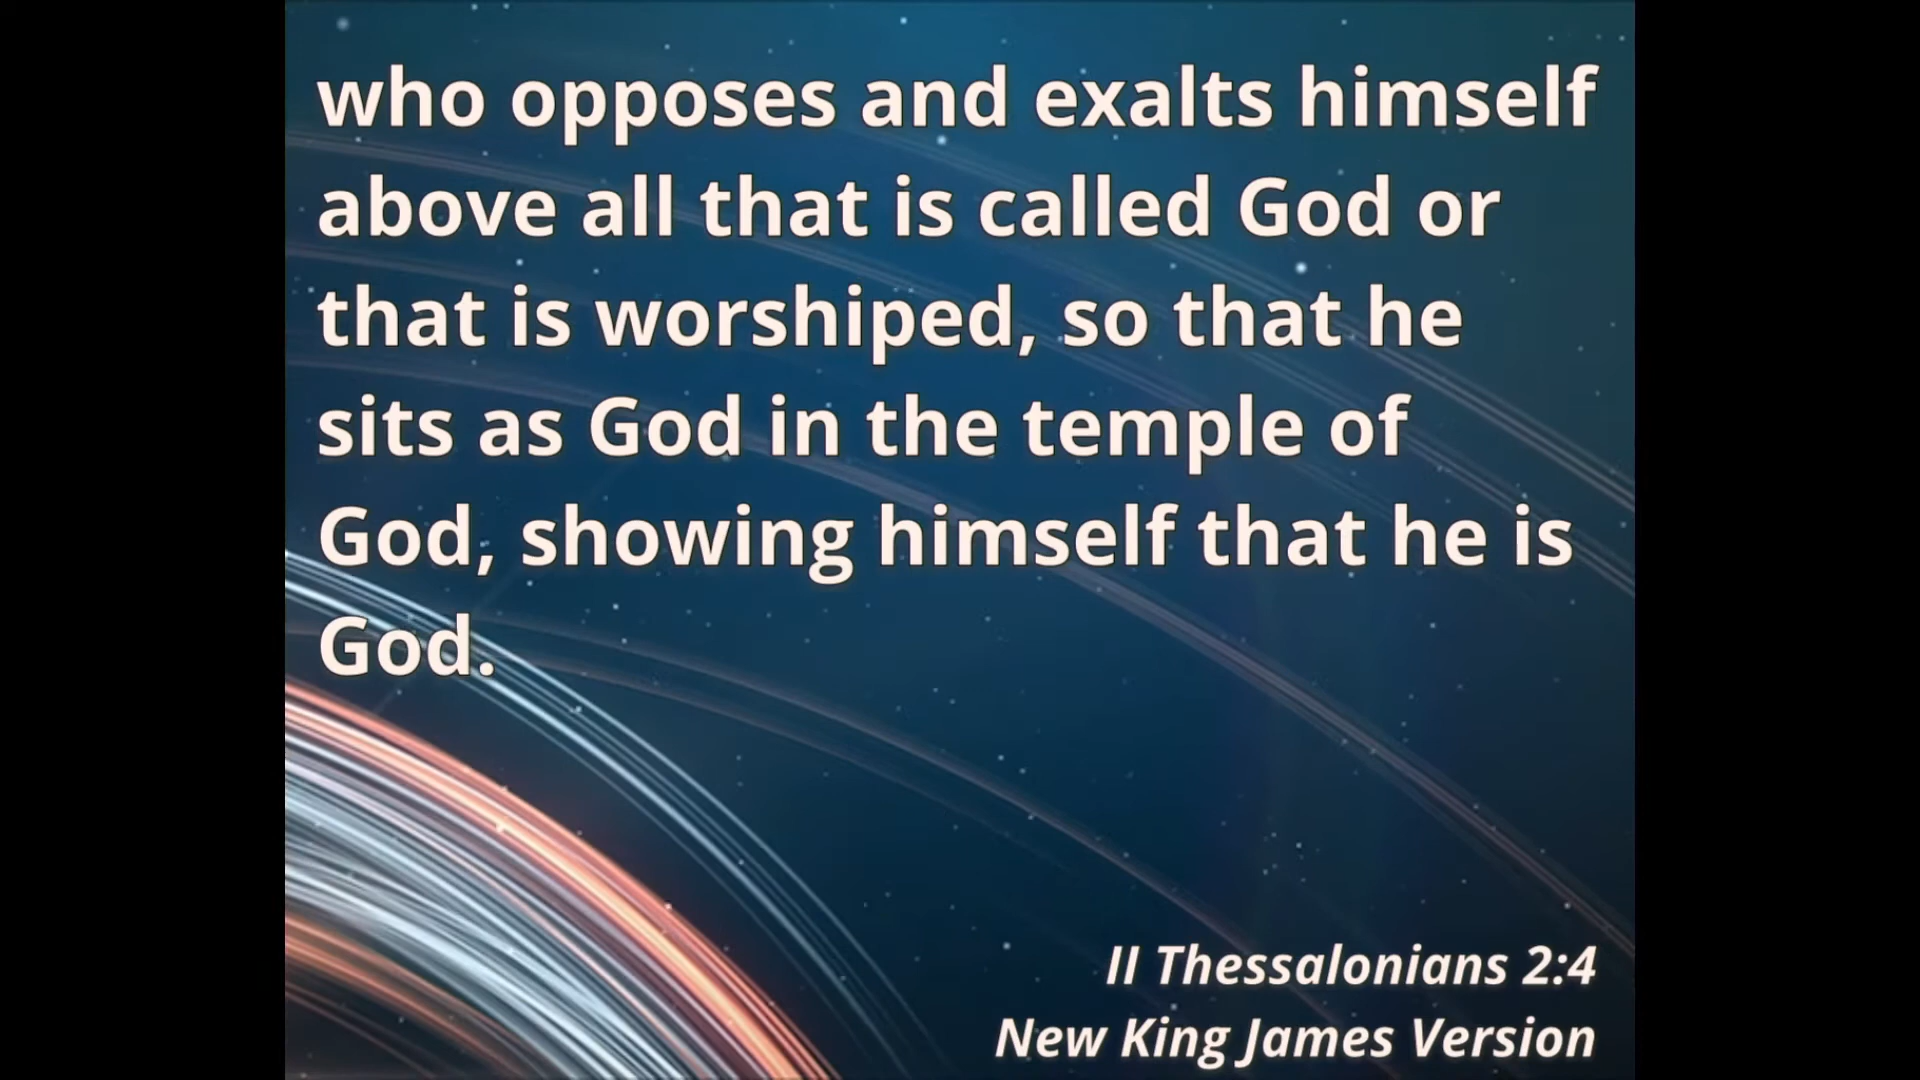 who opposes and exalts himself
above all that is called God or
that is worshiped, so that he
sits as God in the temple of
God, showing himself that he is
God.
II Thessalonians 2:4
New King James Version